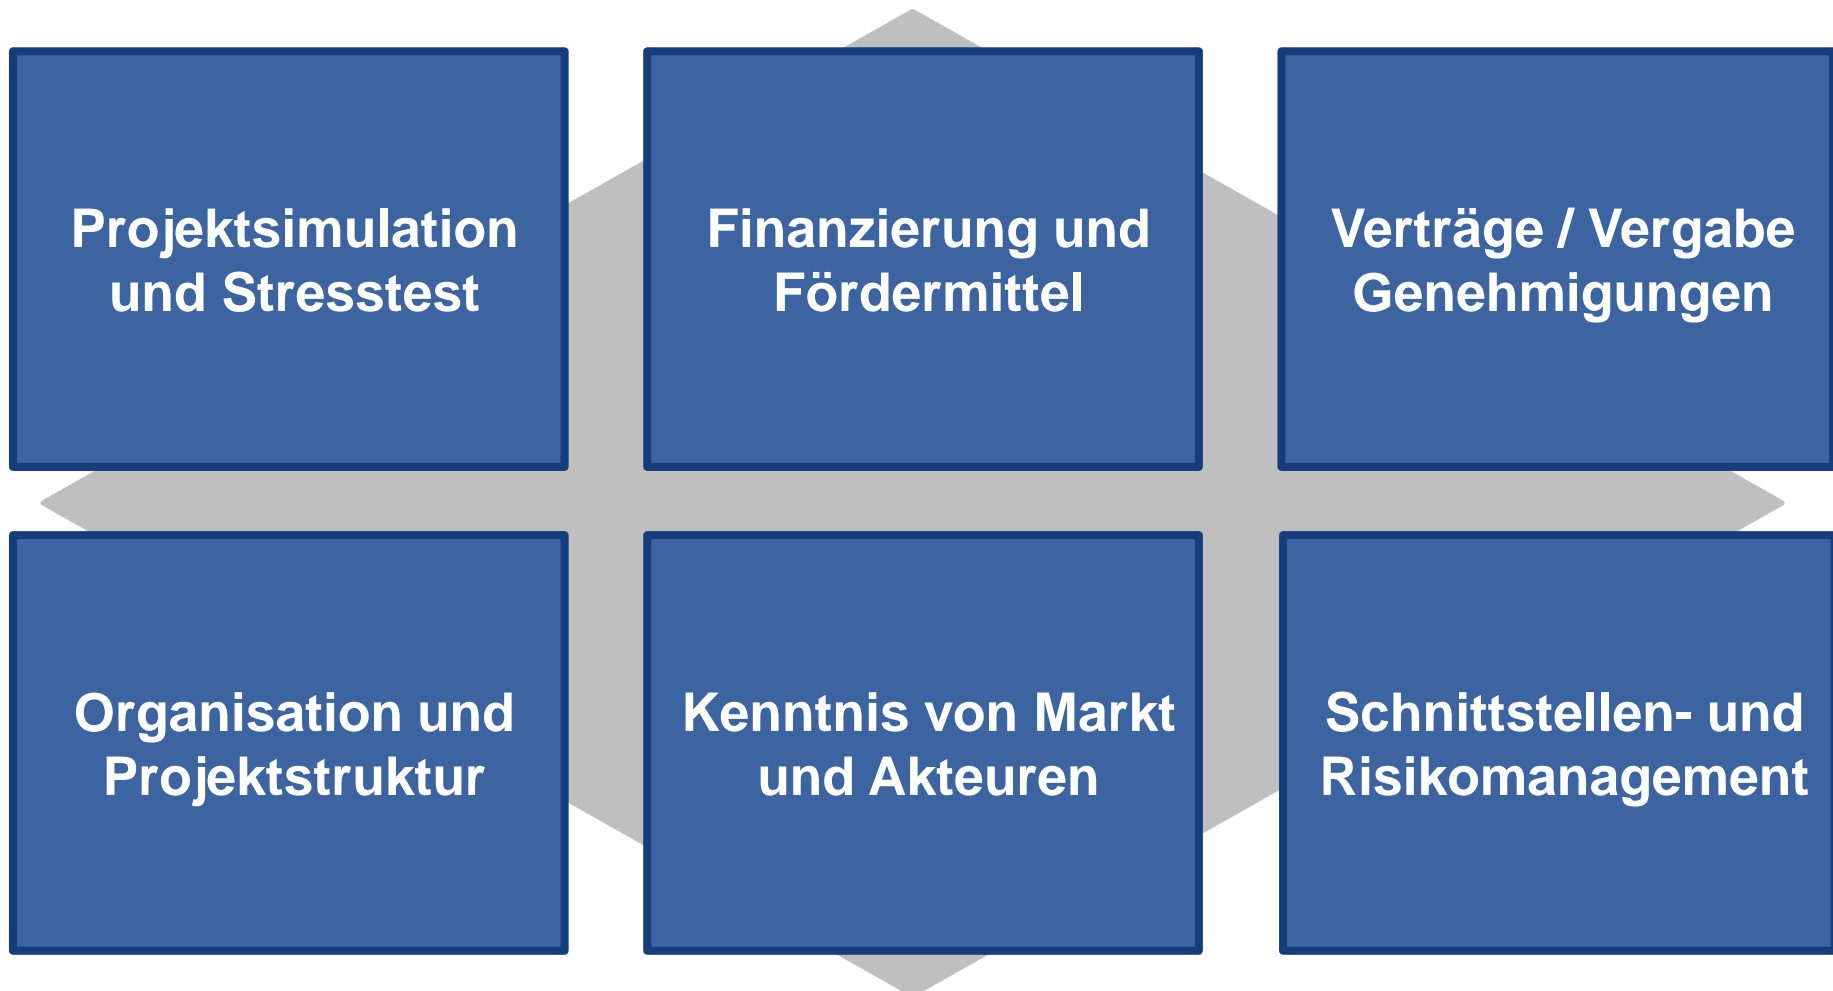 Projektsimulation
und Stresstest
Finanzierung und
Fördermittel
Verträge / Vergabe
Genehmigungen
Organisation und
Projektstruktur
Kenntnis von Markt
und Akteuren
Schnittstellen- und
Risikomanagement